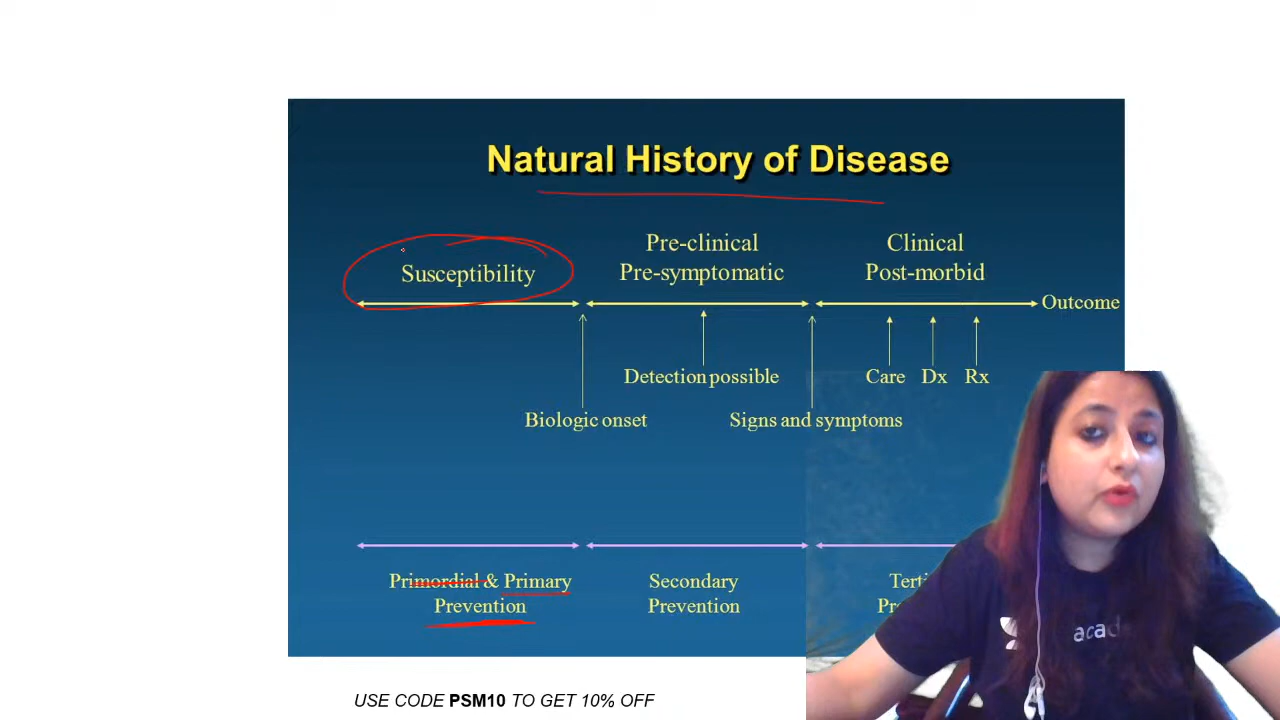 Natural History of Disease
Susceptibility
Pre-clinical
Pre-symptomatic
Clinical
Post-morbid
Outcome
Detection possible
Care Dx Rx
Biologic onset
Signs and symptoms
Primordial & Primary
Prevention
Secondary
Prevention
USE CODE PSM10 TO GET 10% OFF